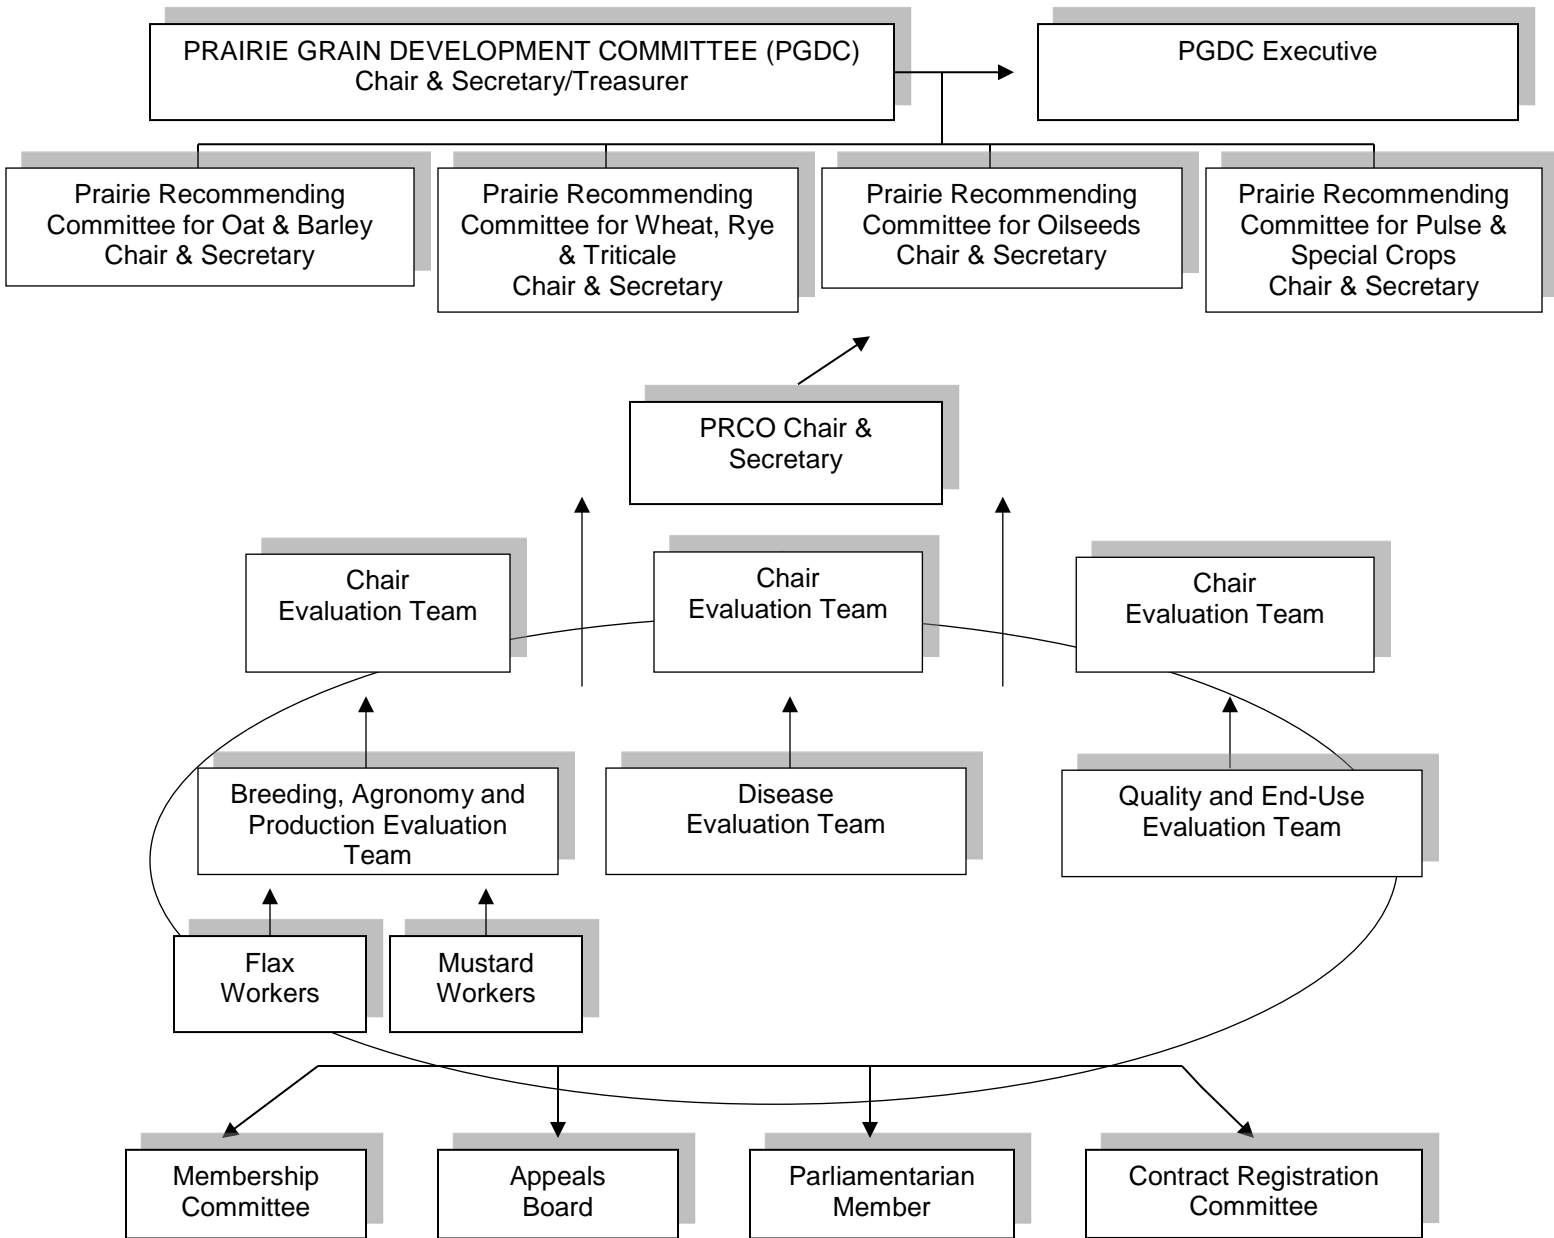 PRAIRIE GRAIN DEVELOPMENT COMMITTEE (PGDC)
Chair & Secretary/Treasurer
PGDC Executive
Prairie Recommending
Committee for Oat & Barley
Chair & Secretary
Prairie Recommending
Committee for Wheat, Rye
& Triticale
Chair & Secretary
Prairie Recommending
Committee for Oilseeds
Chair & Secretary
Prairie Recommending
Committee for Pulse &
Special Crops
Chair & Secretary
PRCO Chair &
Secretary
Chair
Evaluation Team
Chair
Evaluation Team
Chair
Evaluation Team
Breeding, Agronomy and
Production Evaluation
Team
Disease
Evaluation Team
Quality and End-Use
Evaluation Team
Flax
Workers
Mustard
Workers
Membership
Committee
Appeals
Board
Parliamentarian
Member
Contract Registration
Committee